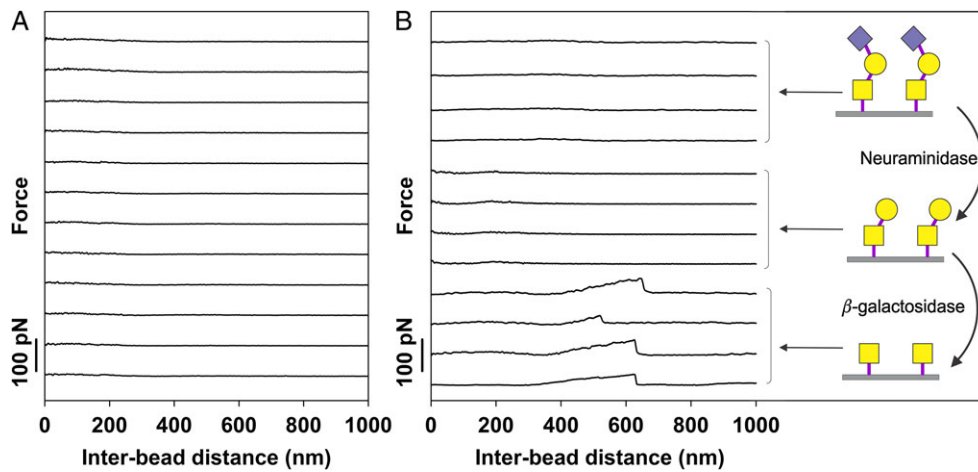 A
Force
100 pN
0 200 400 600 800 1000
Inter-bead distance (nm)
B
Force
100 pN
0 200 400 600 800 1000
Inter-bead distance (nm)
Neuraminidase
β-galactosidase